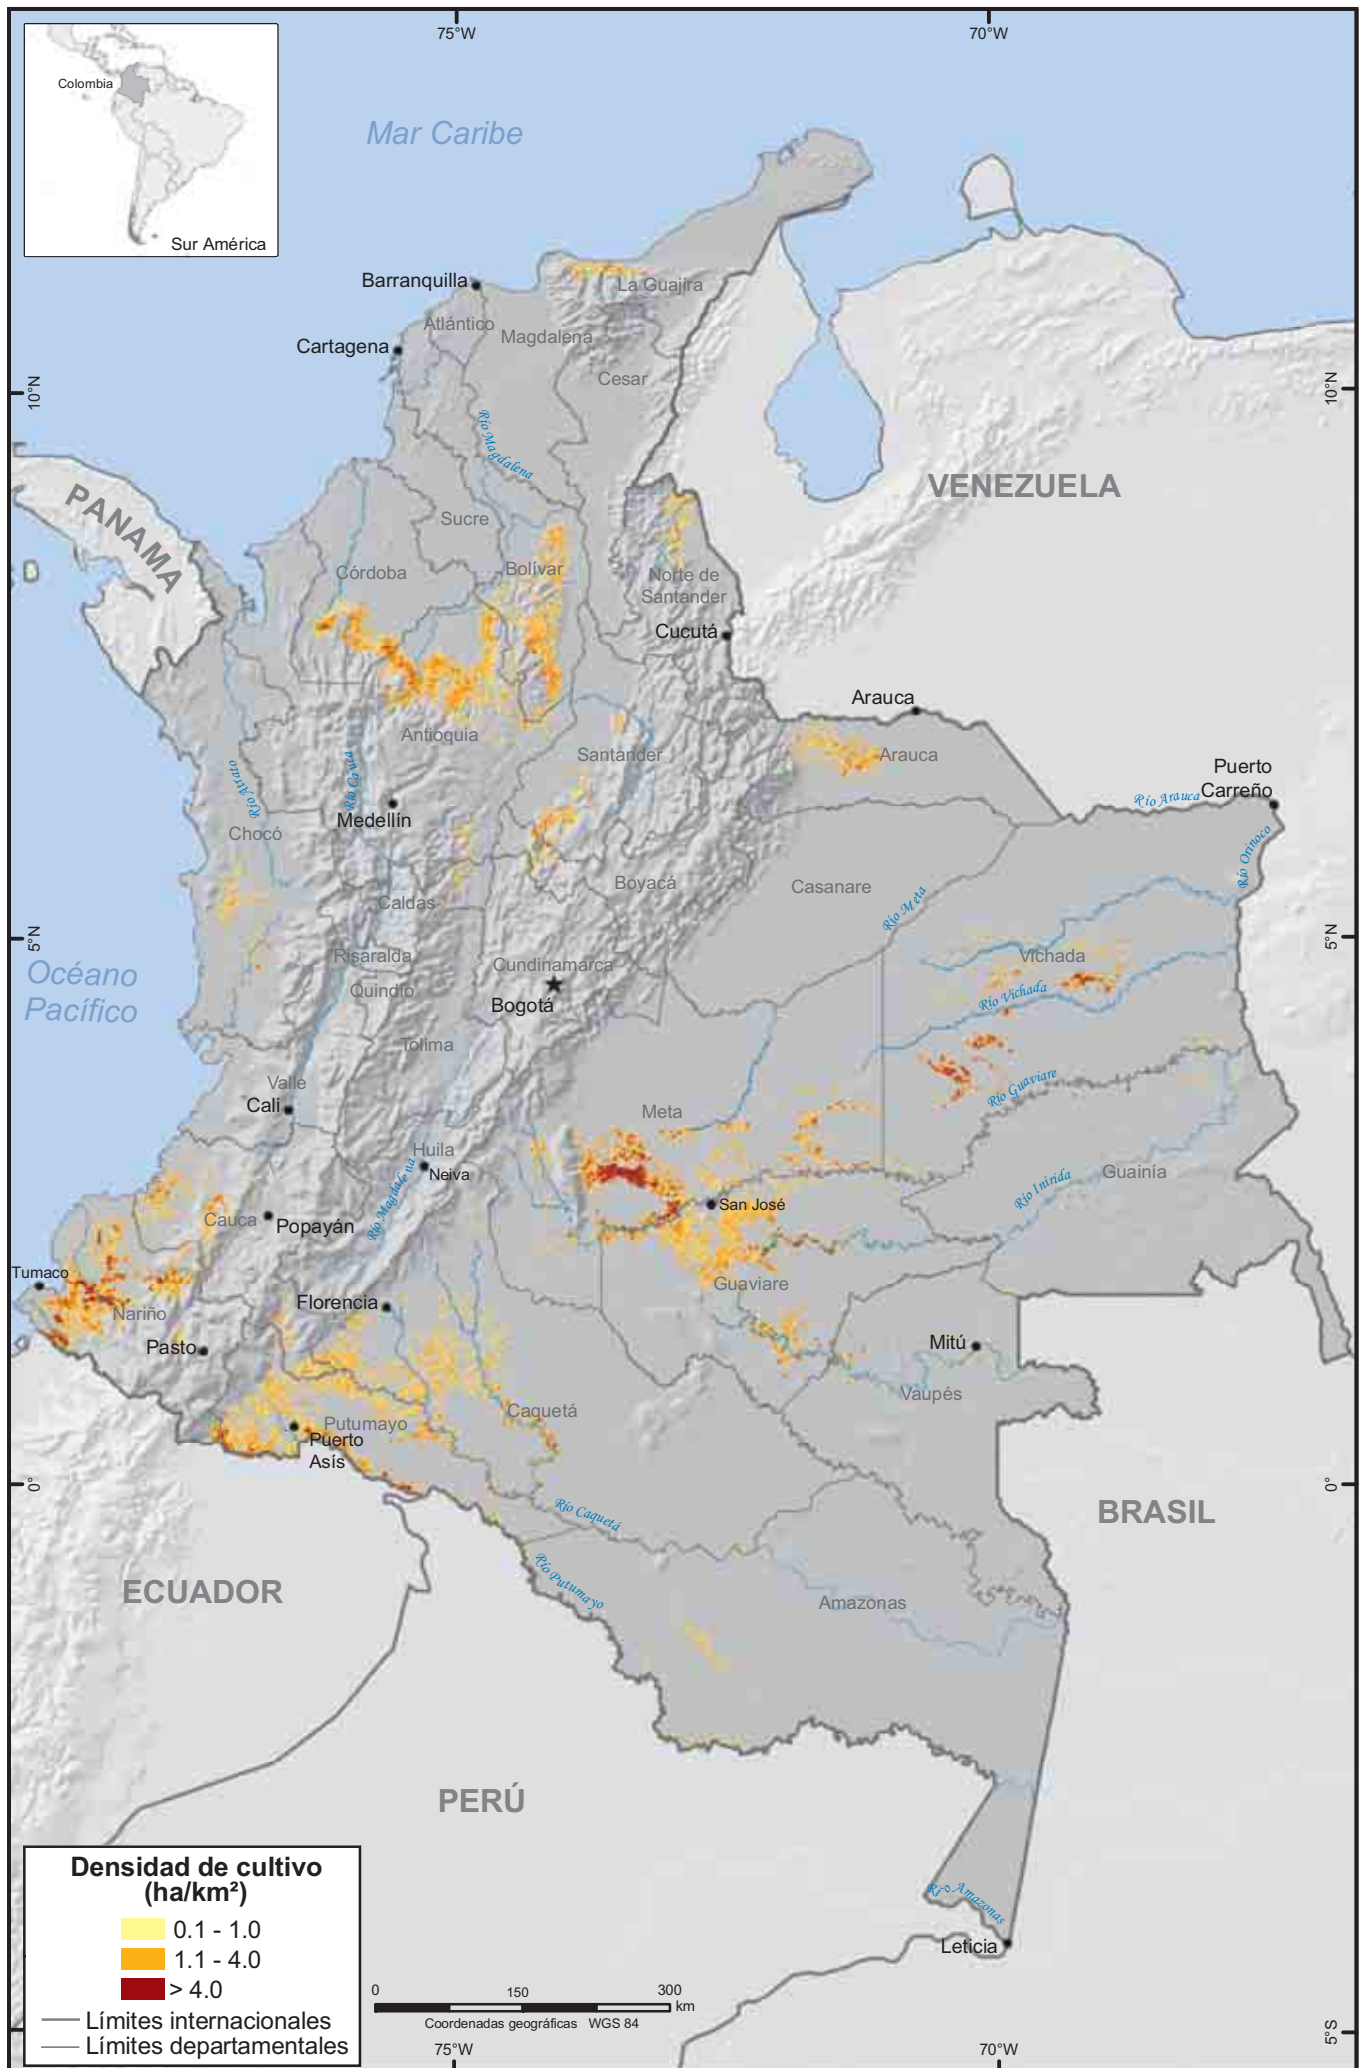 75°W
70°W
Colombia
Sur América
Mar Caribe
Barranquilla
La Guajira
Atlántico
Magdalena
Cartagena
Cesar
10°N
10°N
Río Magdalena
PANAMA
VENEZUELA
Sucre
Córdoba
Bolívar
Norte de
Santander
Cucutá
Arauca
Antioquia
Santander
Arauca
Puerto
Carreño
Río Arauca
Río Atrato
Río Cauca
Medellín
Chocó
Río Orinoco
Boyacá
Casanare
Caldas
Río Meta
5°N
5°N
Risaralda
Cundinamarca
Vichada
Océano
Pacífico
Quindio
Bogotá
Río Vichada
Tolima
Valle
Cali
Meta
Río Guaviare
Huila
Neiva
Guainía
Río Inirida
Río Magdalena
San José
Cauca
Popayán
Tumaco
Guaviare
Nariño
Florencia
Pasto
Mitú
Vaupés
Putumayo
Caquetá
Puerto
Asís
0°
0°
Río Caquetá
BRASIL
Río Putumayo
ECUADOR
Amazonas
PERÚ
Río Amazonas
Leticia
Densidad de cultivo
(ha/km²)
0.1 - 1.0
1.1 - 4.0
> 4.0
Límites internacionales
Límites departamentales
0 150 300
km
Coordenadas geográficas WGS 84
5°S
75°W
70°W